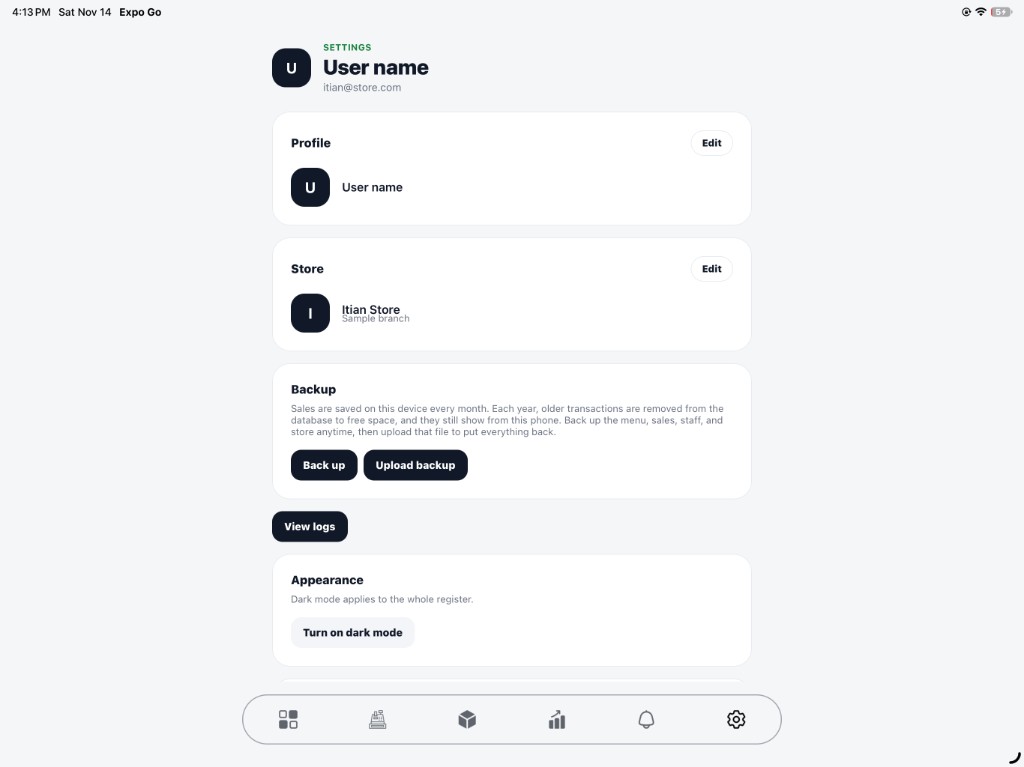 4:13 PM Sat Nov 14 Expo Go
5
SETTINGS
U
User name
itian@store.com
Profile
Edit
U
User name
Store
Edit
I
Itian Store
Sample branch
Backup
Sales are saved on this device every month. Each year, older transactions are removed from the
database to free space, and they still show from this phone. Back up the menu, sales, staff, and
store anytime, then upload that file to put everything back.
Back up
Upload backup
View logs
Appearance
Dark mode applies to the whole register.
Turn on dark mode